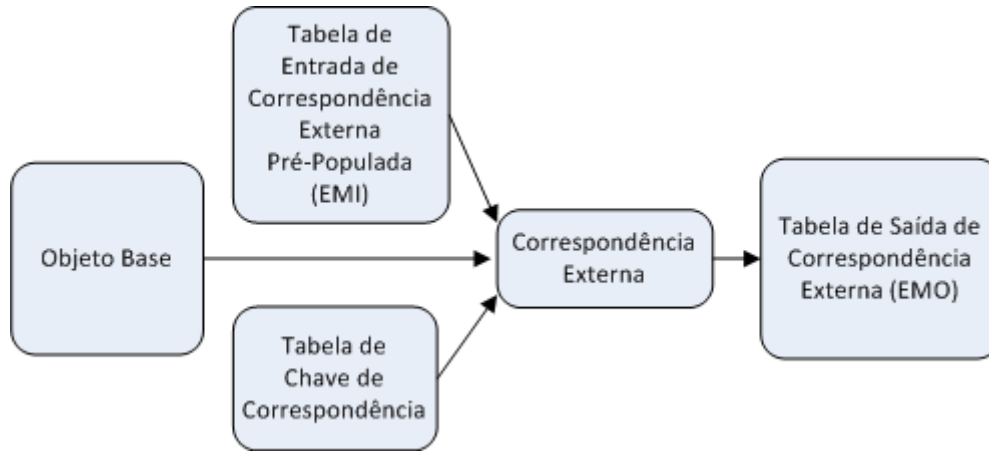 Tabela de
Entrada de
Correspondência
Externa
Pré-Populada
(EMI)
Objeto Base
Correspondência
Externa
Tabela de Saída de
Correspondência
Externa (EMO)
Tabela de
Chave de
Correspondência